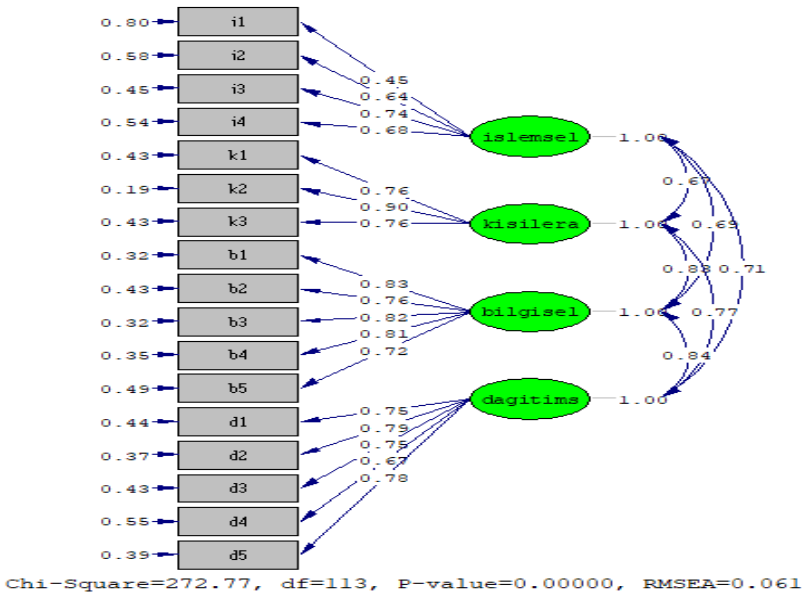 0.80 i1
0.58 i2
0.45 i3
0.54 i4
0.43 k1
0.19 k2
0.43 k3
0.32 b1
0.43 b2
0.32 b3
0.35 b4
0.49 b5
0.44 d1
0.37 d2
0.43 d3
0.55 d4
0.39 d5
0.45
0.64
0.74
0.68
0.76
0.90
0.76
0.83
0.76
0.82
0.81
0.72
0.75
0.79
0.75
0.67
0.78
islemsel 1.00
kisilera 1.00
bilgisel 1.00
dagitims 1.00
0.67
0.69
0.83 0.71
0.77
0.84
Chi-Square=272.77, df=113, P-value=0.00000, RMSEA=0.061